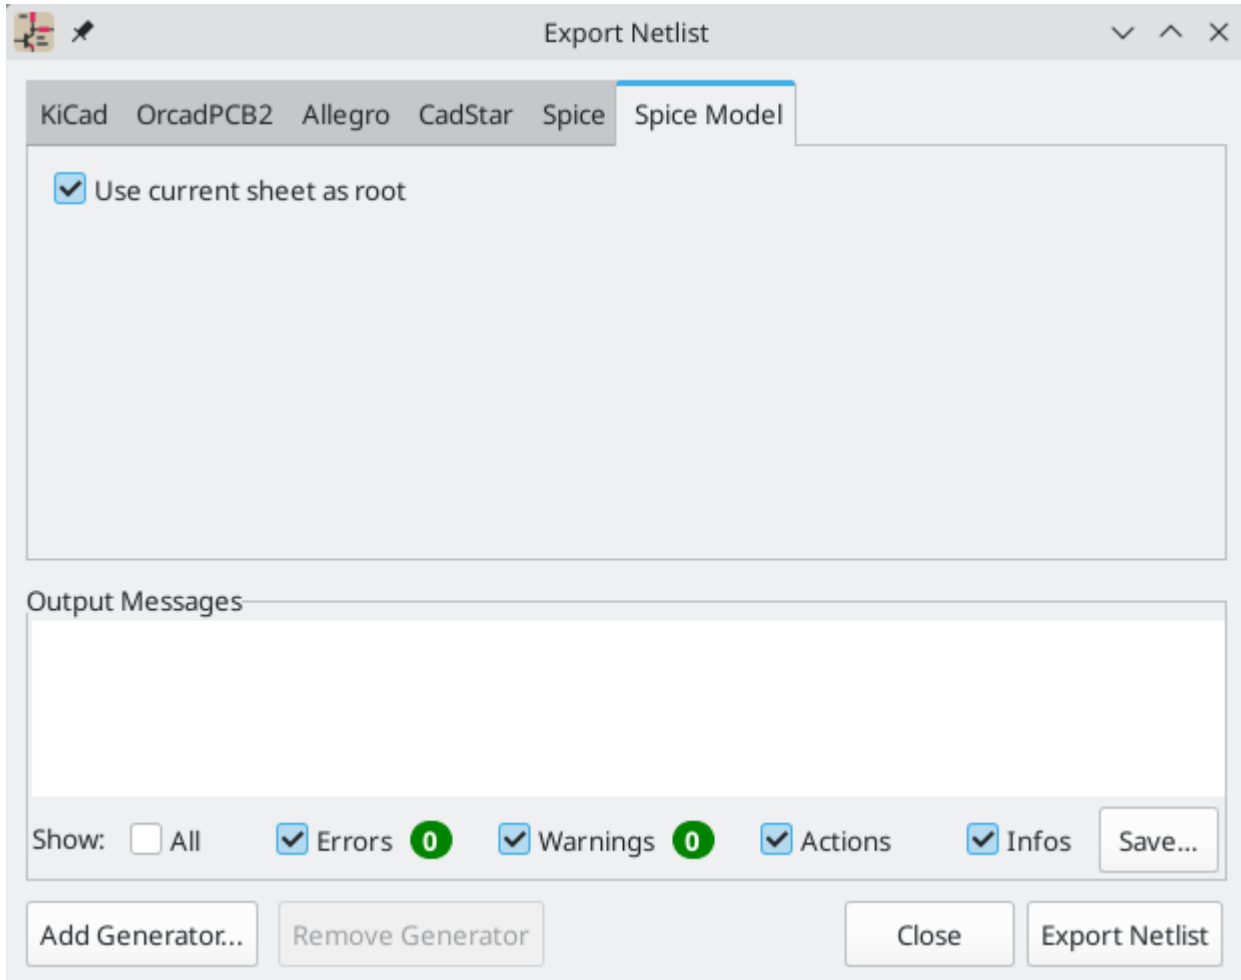 Export Netlist
KiCad OrcadPCB2 Allegro CadStar Spice Spice Model
Use current sheet as root
Output Messages
Show: All Errors 0 Warnings 0 Actions Infos Save...
Add Generator... Remove Generator Close Export Netlist